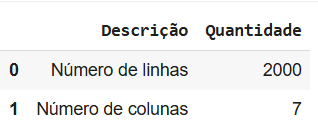 Descrição Quantidade
0 Número de linhas 2000
1 Número de colunas 7